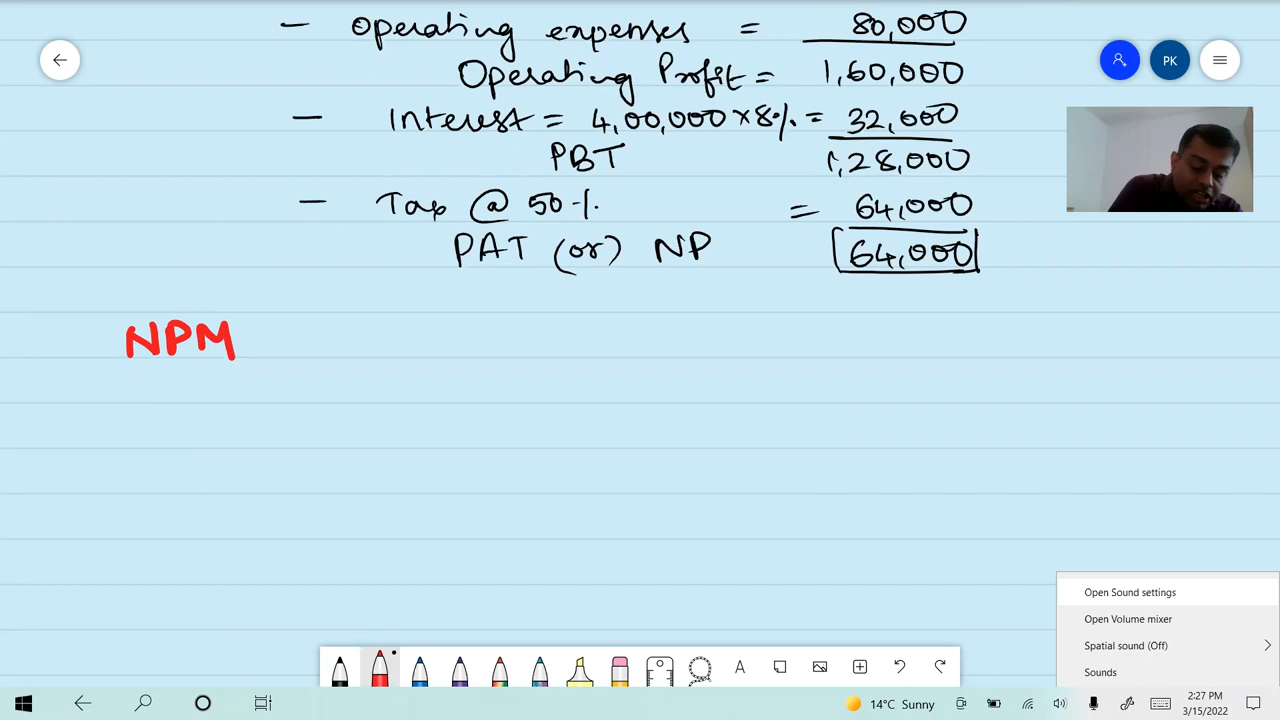 - Operating expenses = 80,000
Operating Profit = 1,60,000
- Interest = 4,00,000 × 8% = 32,000
PBT 1,28,000
- Tax @ 50% = 64,000
PAT (or) NP 64,000
NPM
PK
Open Sound settings
Open Volume mixer
Spatial sound (Off)
Sounds
A
14°C Sunny
2:27 PM
3/15/2022